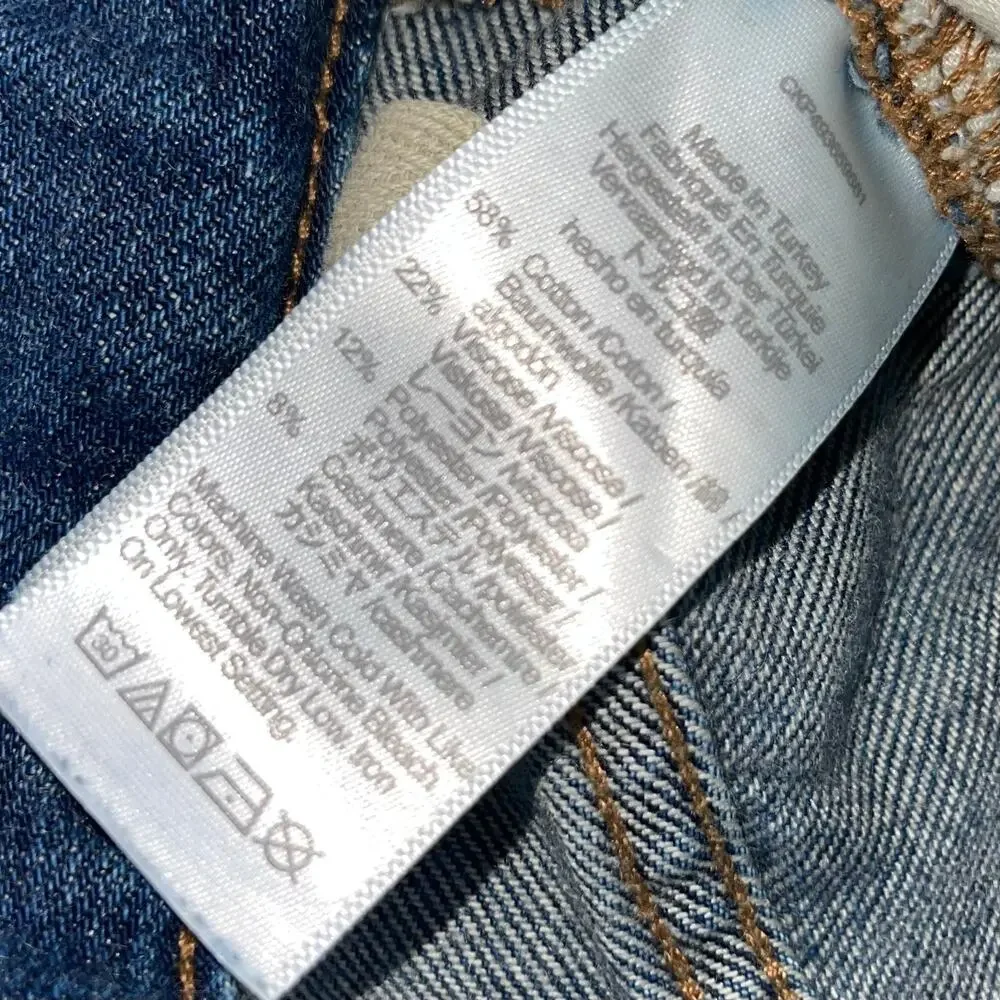 Made in Turkey
Fabriqué En Turquie
Hergestellt In Der Türkei
Vervaardigd In Turkije
トルコ製
hecho en turquía
58% Cotton /Coton /
Baumwolle /Katoen /綿 /
algodón
22% Viscose /Viscose /
Viskose /Viscose /
レーヨン /viscosa
12% Polyester /Polyester /
Polyester /Polyester /
ポリエステル /poliéster
8% Cashmere /Cachemire /
Kaschmir /Kasjmier /
カシミヤ /cashmere
Machine Wash Cold With Like
Colors, Non-Chlorine Bleach
Only, Tumble Dry Low, Iron
On Lowest Setting.
30